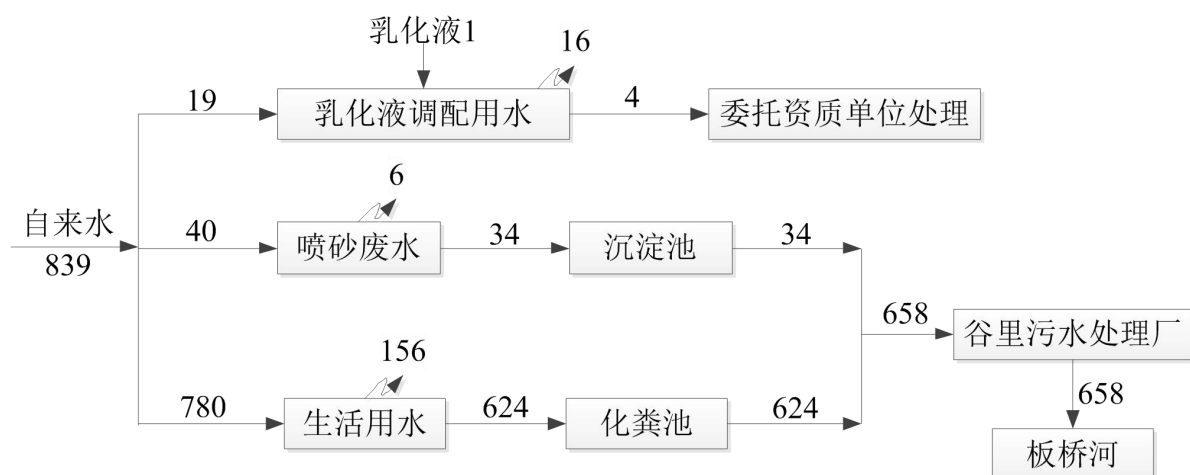 乳化液1
16
19
乳化液调配用水
4
委托资质单位处理
6
自来水
839
40
喷砂废水
34
沉淀池
34
658
谷里污水处理厂
156
780
生活用水
624
化粪池
624
658
板桥河